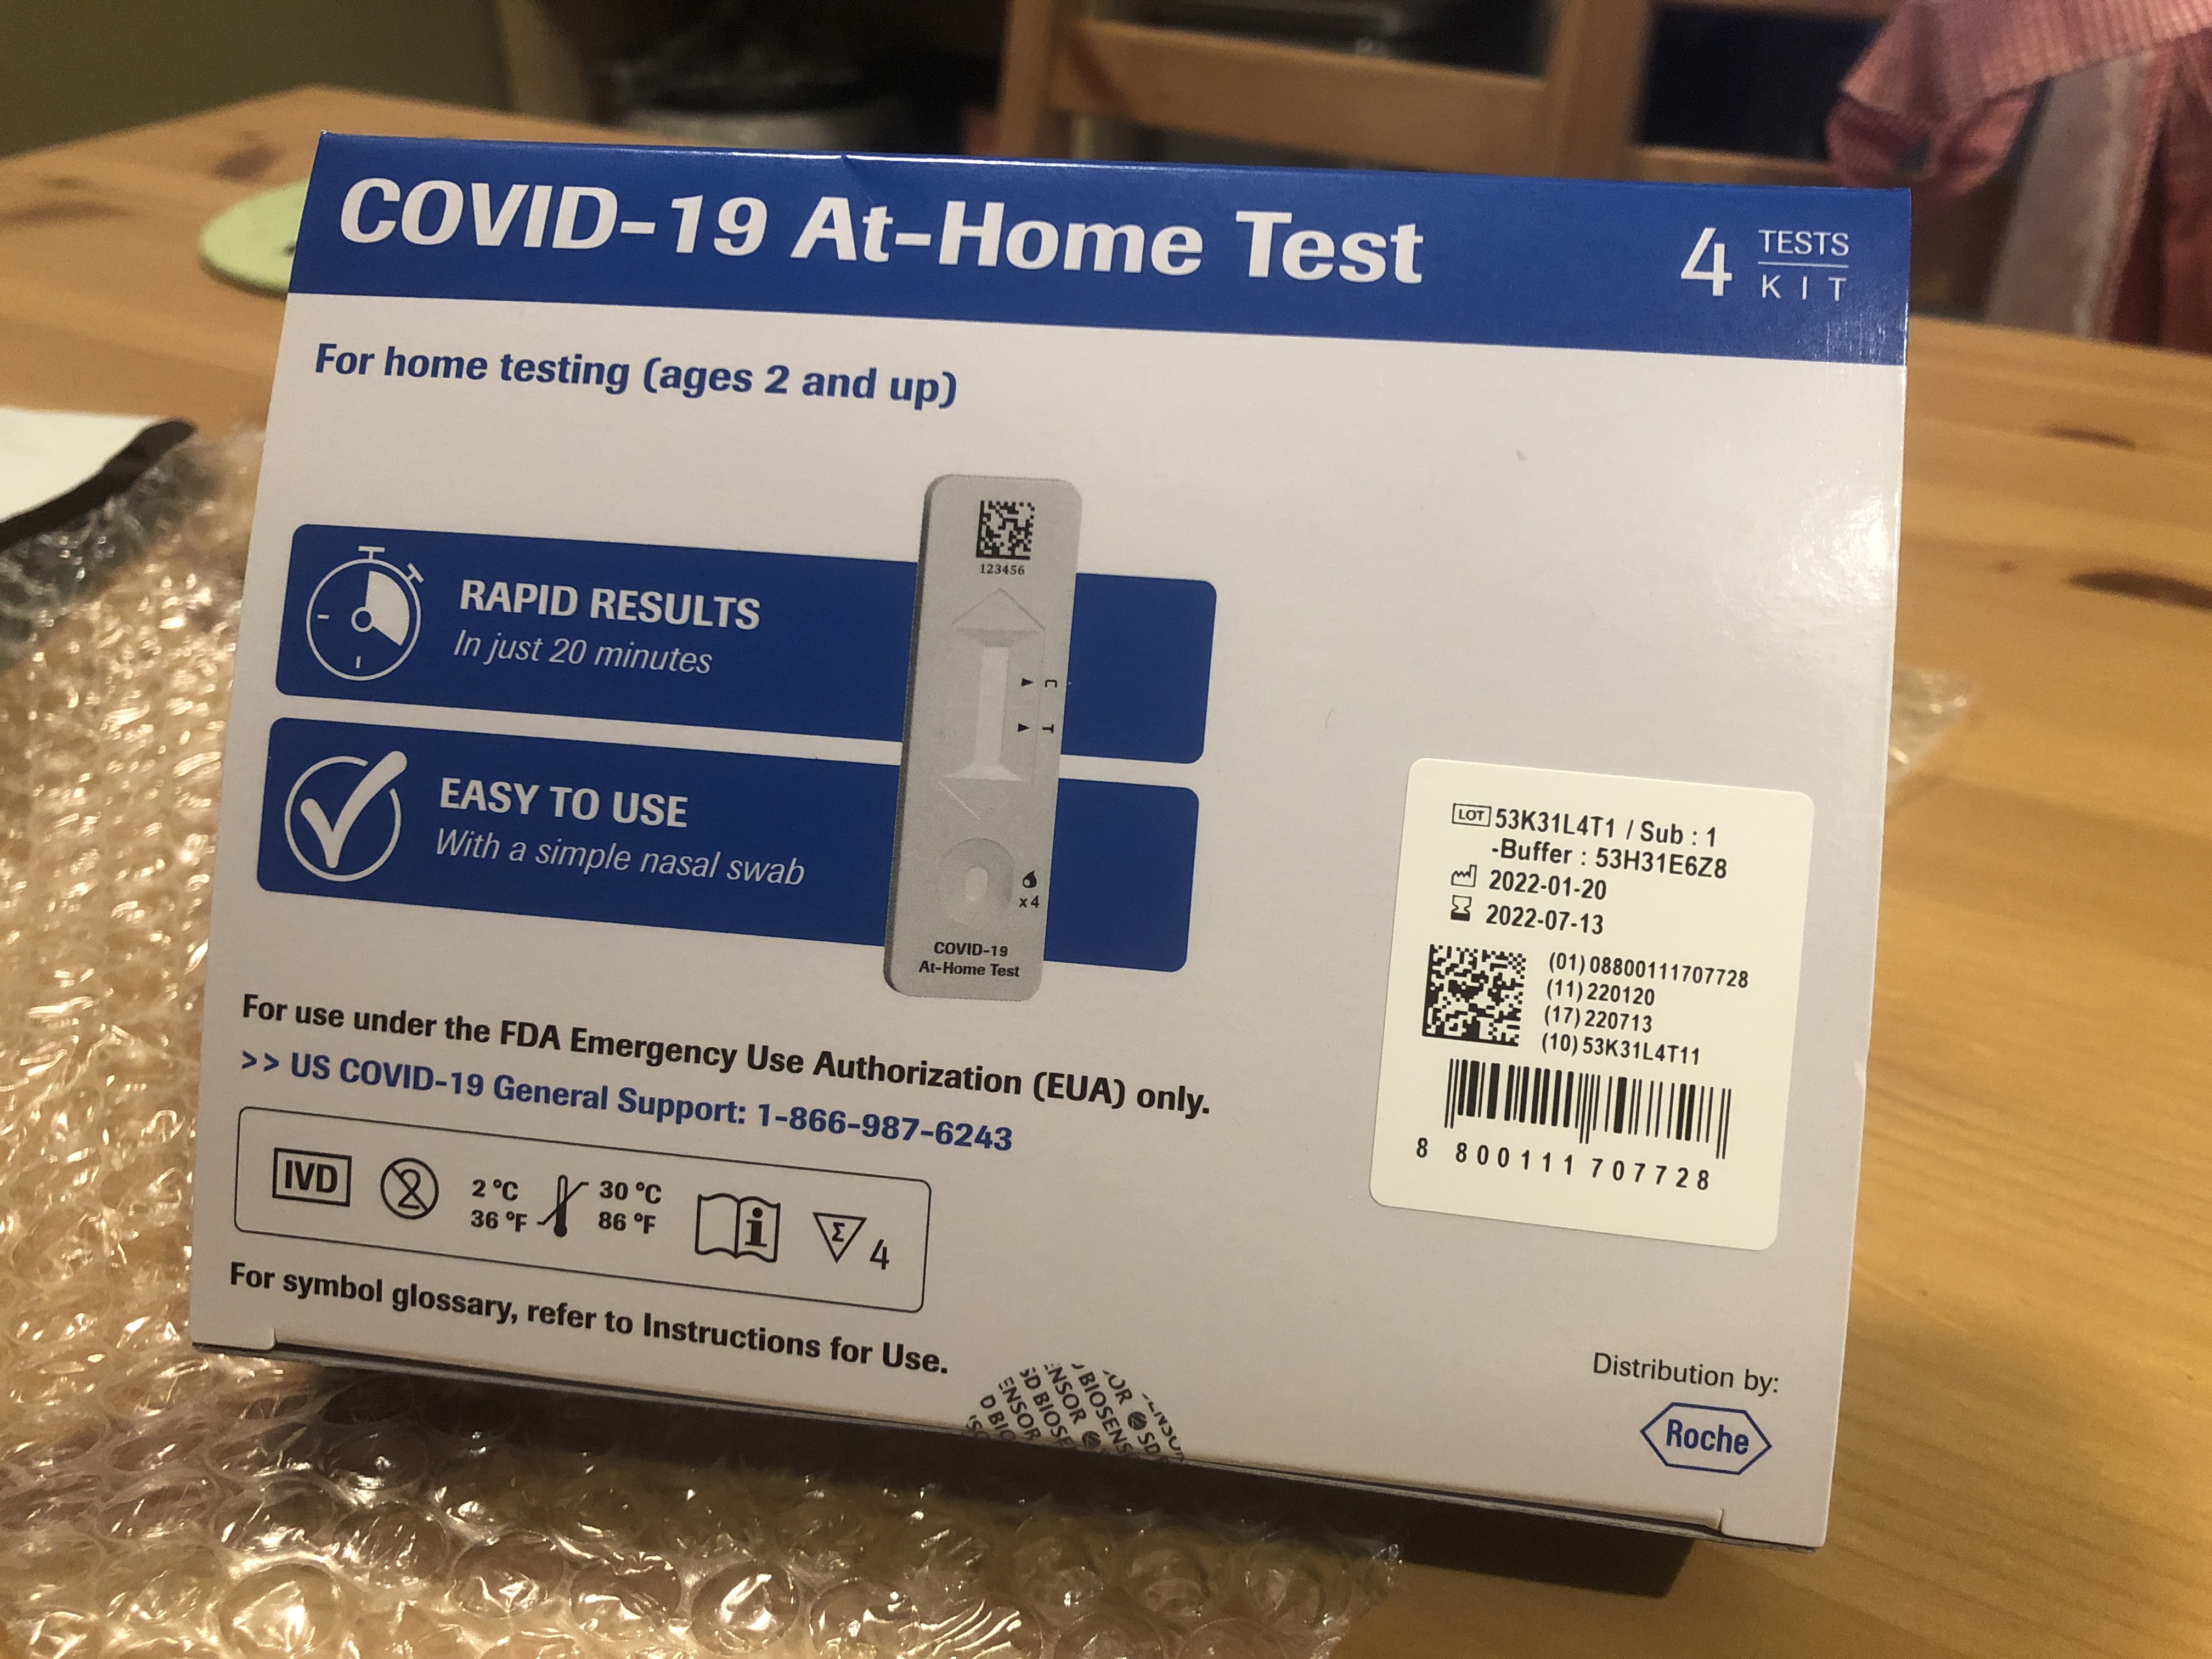 COVID-19 At-Home Test
4 TESTS
KIT
For home testing (ages 2 and up)
RAPID RESULTS
In just 20 minutes
EASY TO USE
With a simple nasal swab
123456
C
T
x4
COVID-19
At-Home Test
LOT 53K31L4T1 / Sub : 1
-Buffer : 53H31E6Z8
2022-01-20
2022-07-13
(01) 08800111707728
(11) 220120
(17) 220713
(10) 53K31L4T11
8 800111 707728
For use under the FDA Emergency Use Authorization (EUA) only.
>> US COVID-19 General Support: 1-866-987-6243
IVD
2
2 °C
36 °F
30 °C
86 °F
i
Σ 4
For symbol glossary, refer to Instructions for Use.
SD BIOSENSOR
Distribution by:
Roche